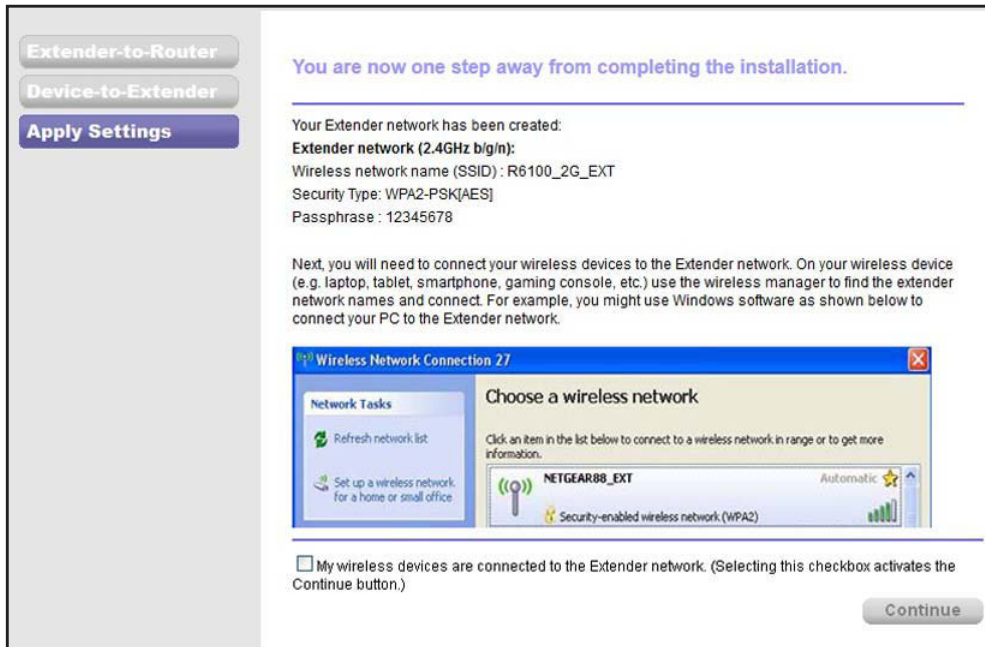 Extender-to-Router
Device-to-Extender
Apply Settings
You are now one step away from completing the installation.
Your Extender network has been created:
Extender network (2.4GHz b/g/n):
Wireless network name (SSID) : R6100_2G_EXT
Security Type: WPA2-PSK[AES]
Passphrase : 12345678
Next, you will need to connect your wireless devices to the Extender network. On your wireless device
(e.g. laptop, tablet, smartphone, gaming console, etc.) use the wireless manager to find the extender
network names and connect. For example, you might use Windows software as shown below to
connect your PC to the Extender network.
Wireless Network Connection 27
Network Tasks
Refresh network list
Set up a wireless network
for a home or small office
Choose a wireless network
Click an item in the list below to connect to a wireless network in range or to get more
information.
NETGEAR88_EXT
Automatic
Security-enabled wireless network (WPA2)
My wireless devices are connected to the Extender network. (Selecting this checkbox activates the
Continue button.)
Continue